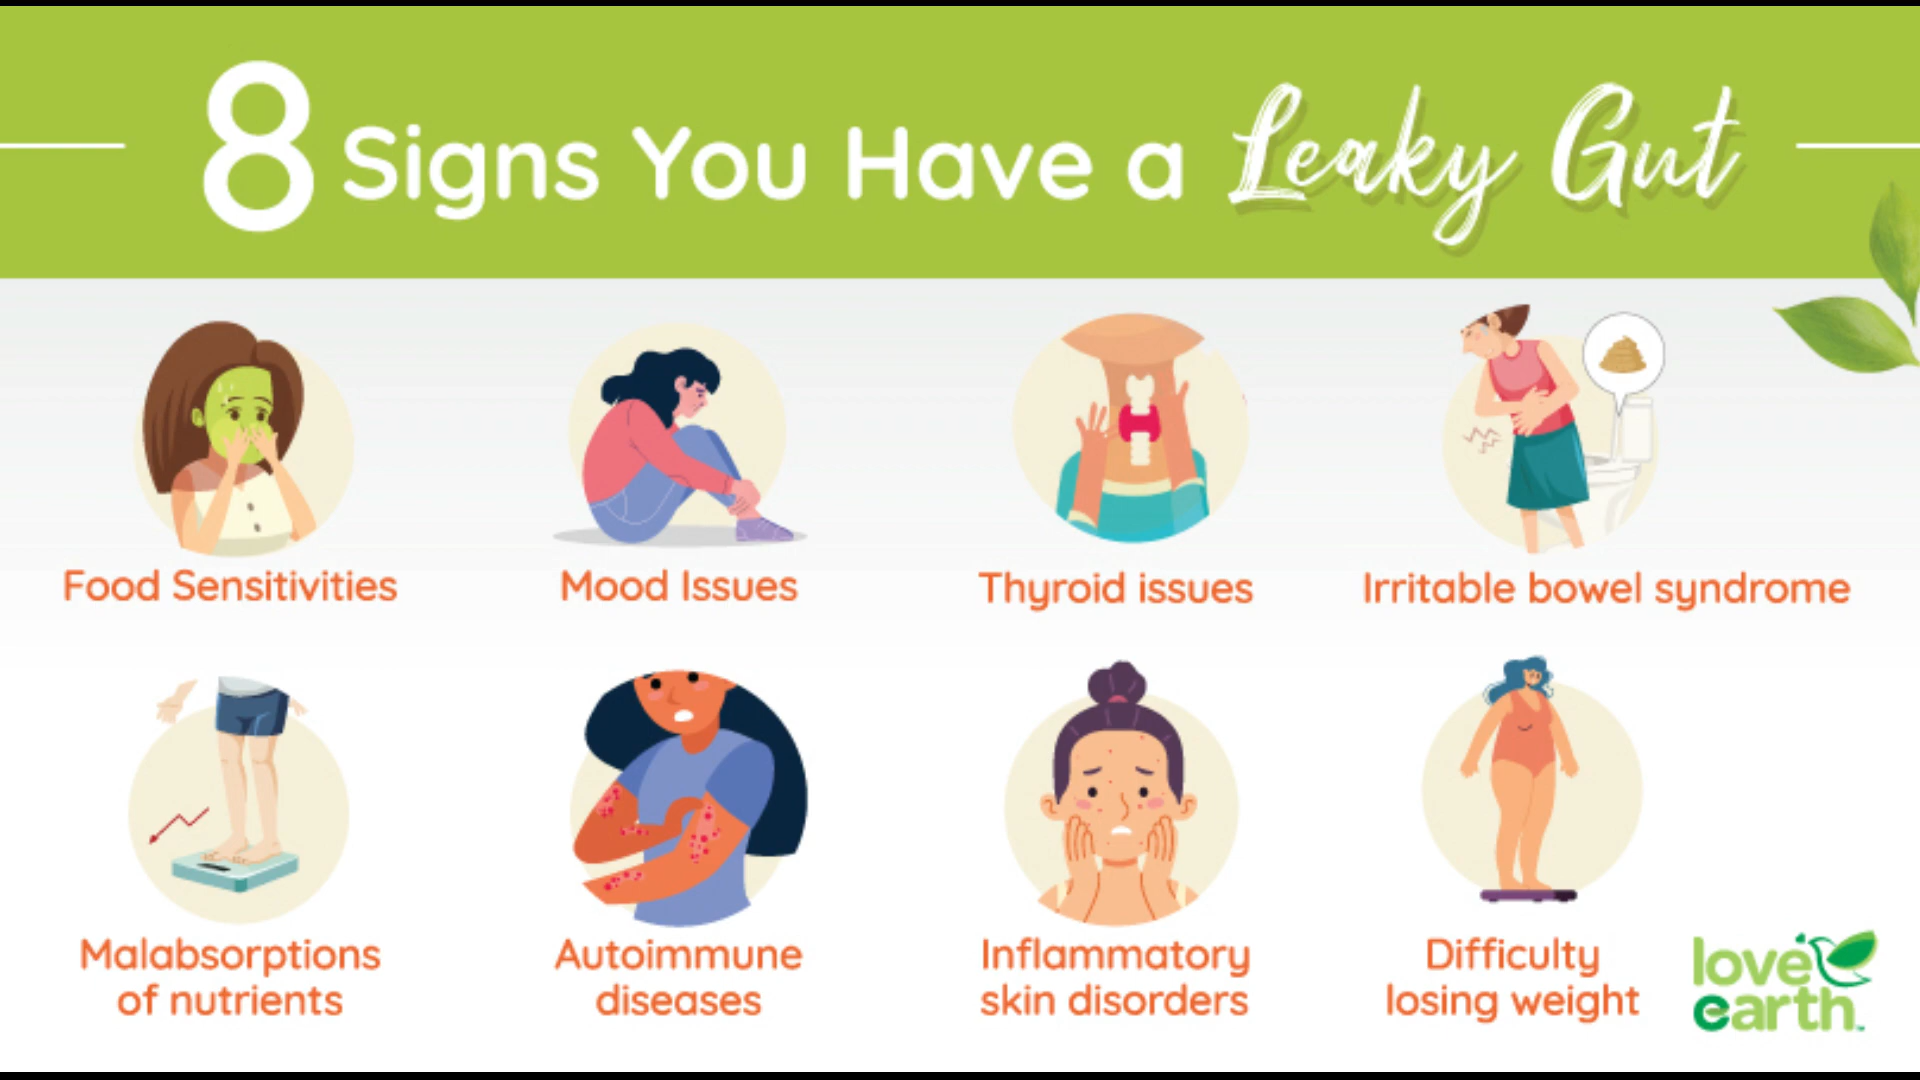 8 Signs You Have a Leaky Gut
Food Sensitivities
Mood Issues
Thyroid issues
Irritable bowel syndrome
Malabsorptions
of nutrients
Autoimmune
diseases
Inflammatory
skin disorders
Difficulty
losing weight
love
earth™